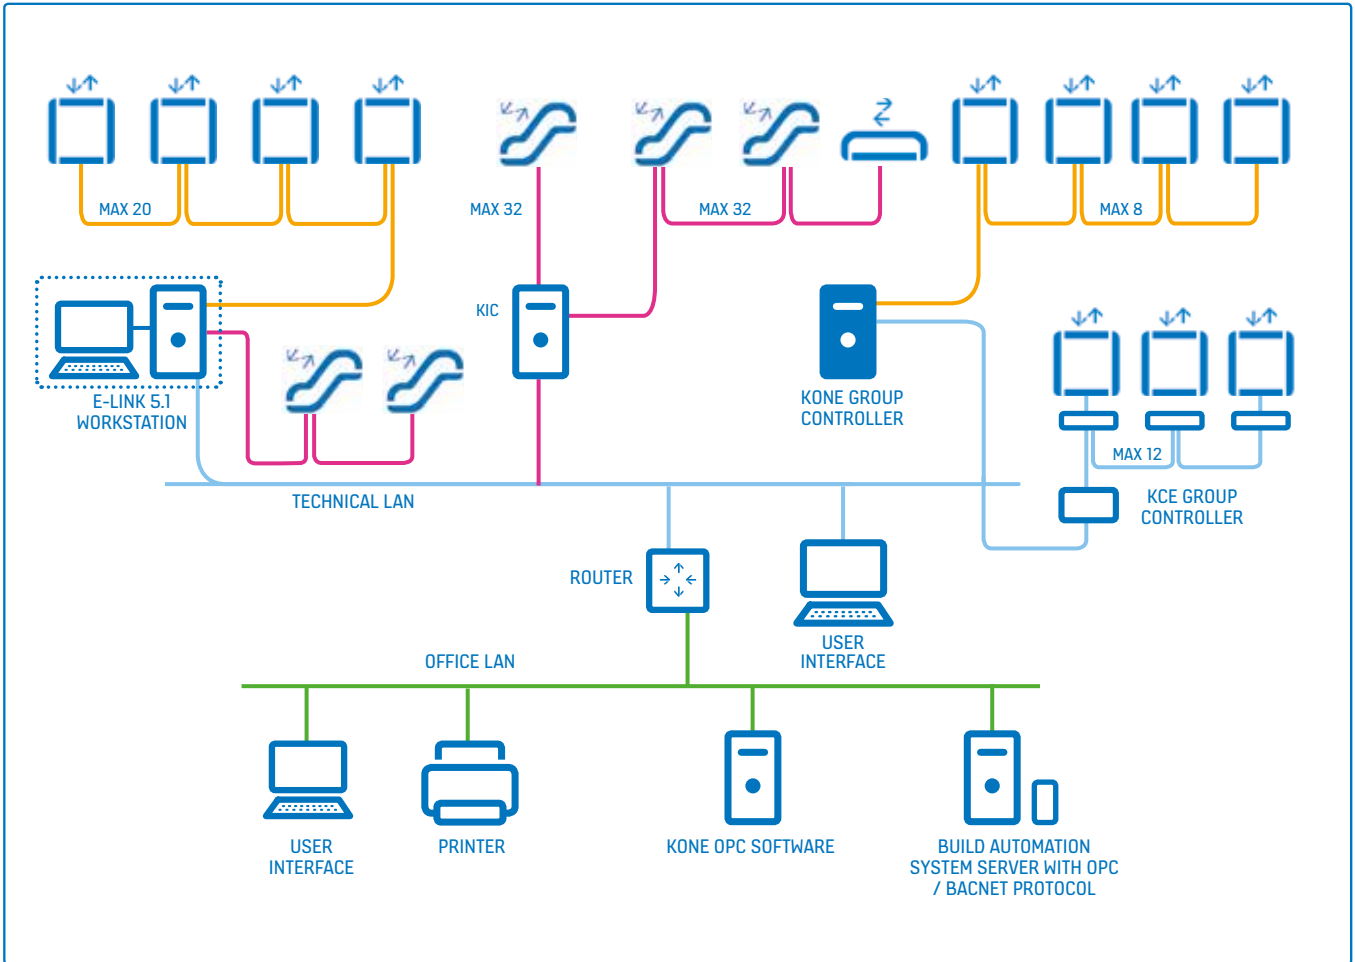 MAX 20
MAX 32
MAX 32
MAX 8
KIC
E-LINK 5.1
WORKSTATION
KONE GROUP
CONTROLLER
MAX 12
KCE GROUP
CONTROLLER
TECHNICAL LAN
ROUTER
USER
INTERFACE
OFFICE LAN
USER
INTERFACE
PRINTER
KONE OPC SOFTWARE
BUILD AUTOMATION
SYSTEM SERVER WITH OPC
/ BACNET PROTOCOL